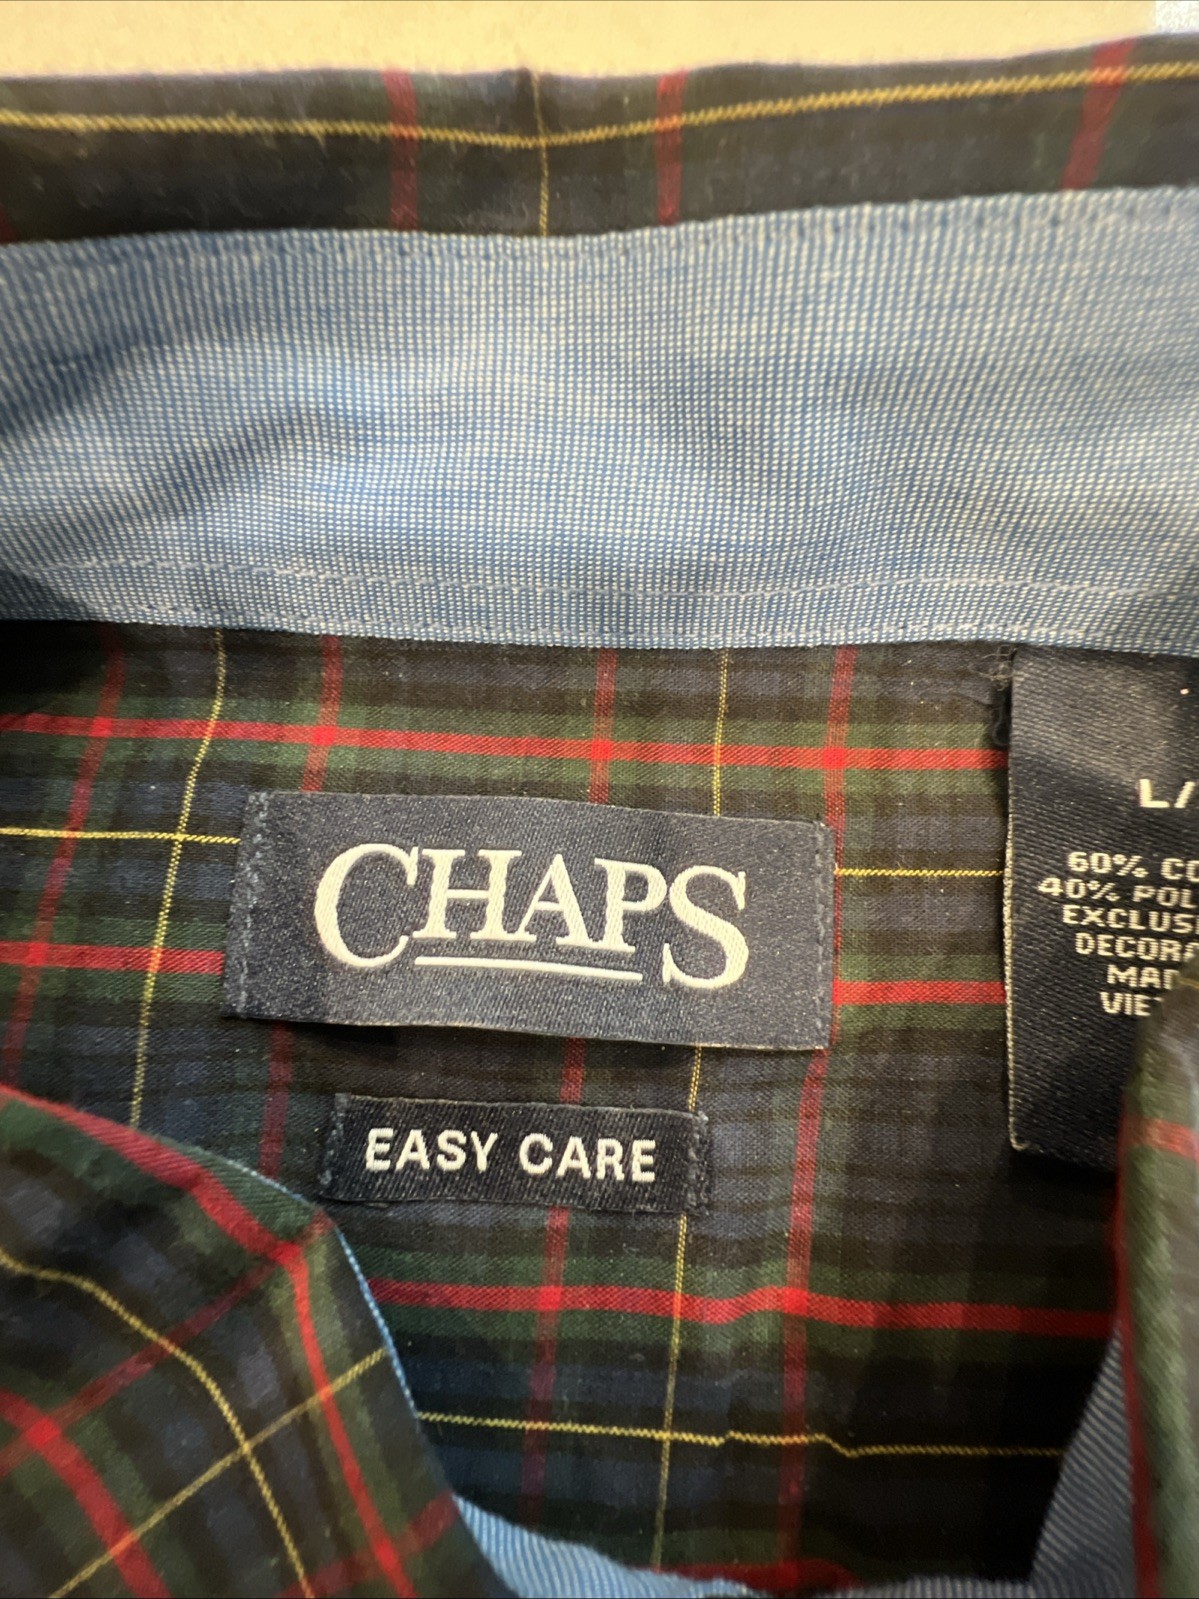 CHAPS
EASY CARE
L/
60% CO
40% POL
EXCLUS
DECORA
MAD
VIET